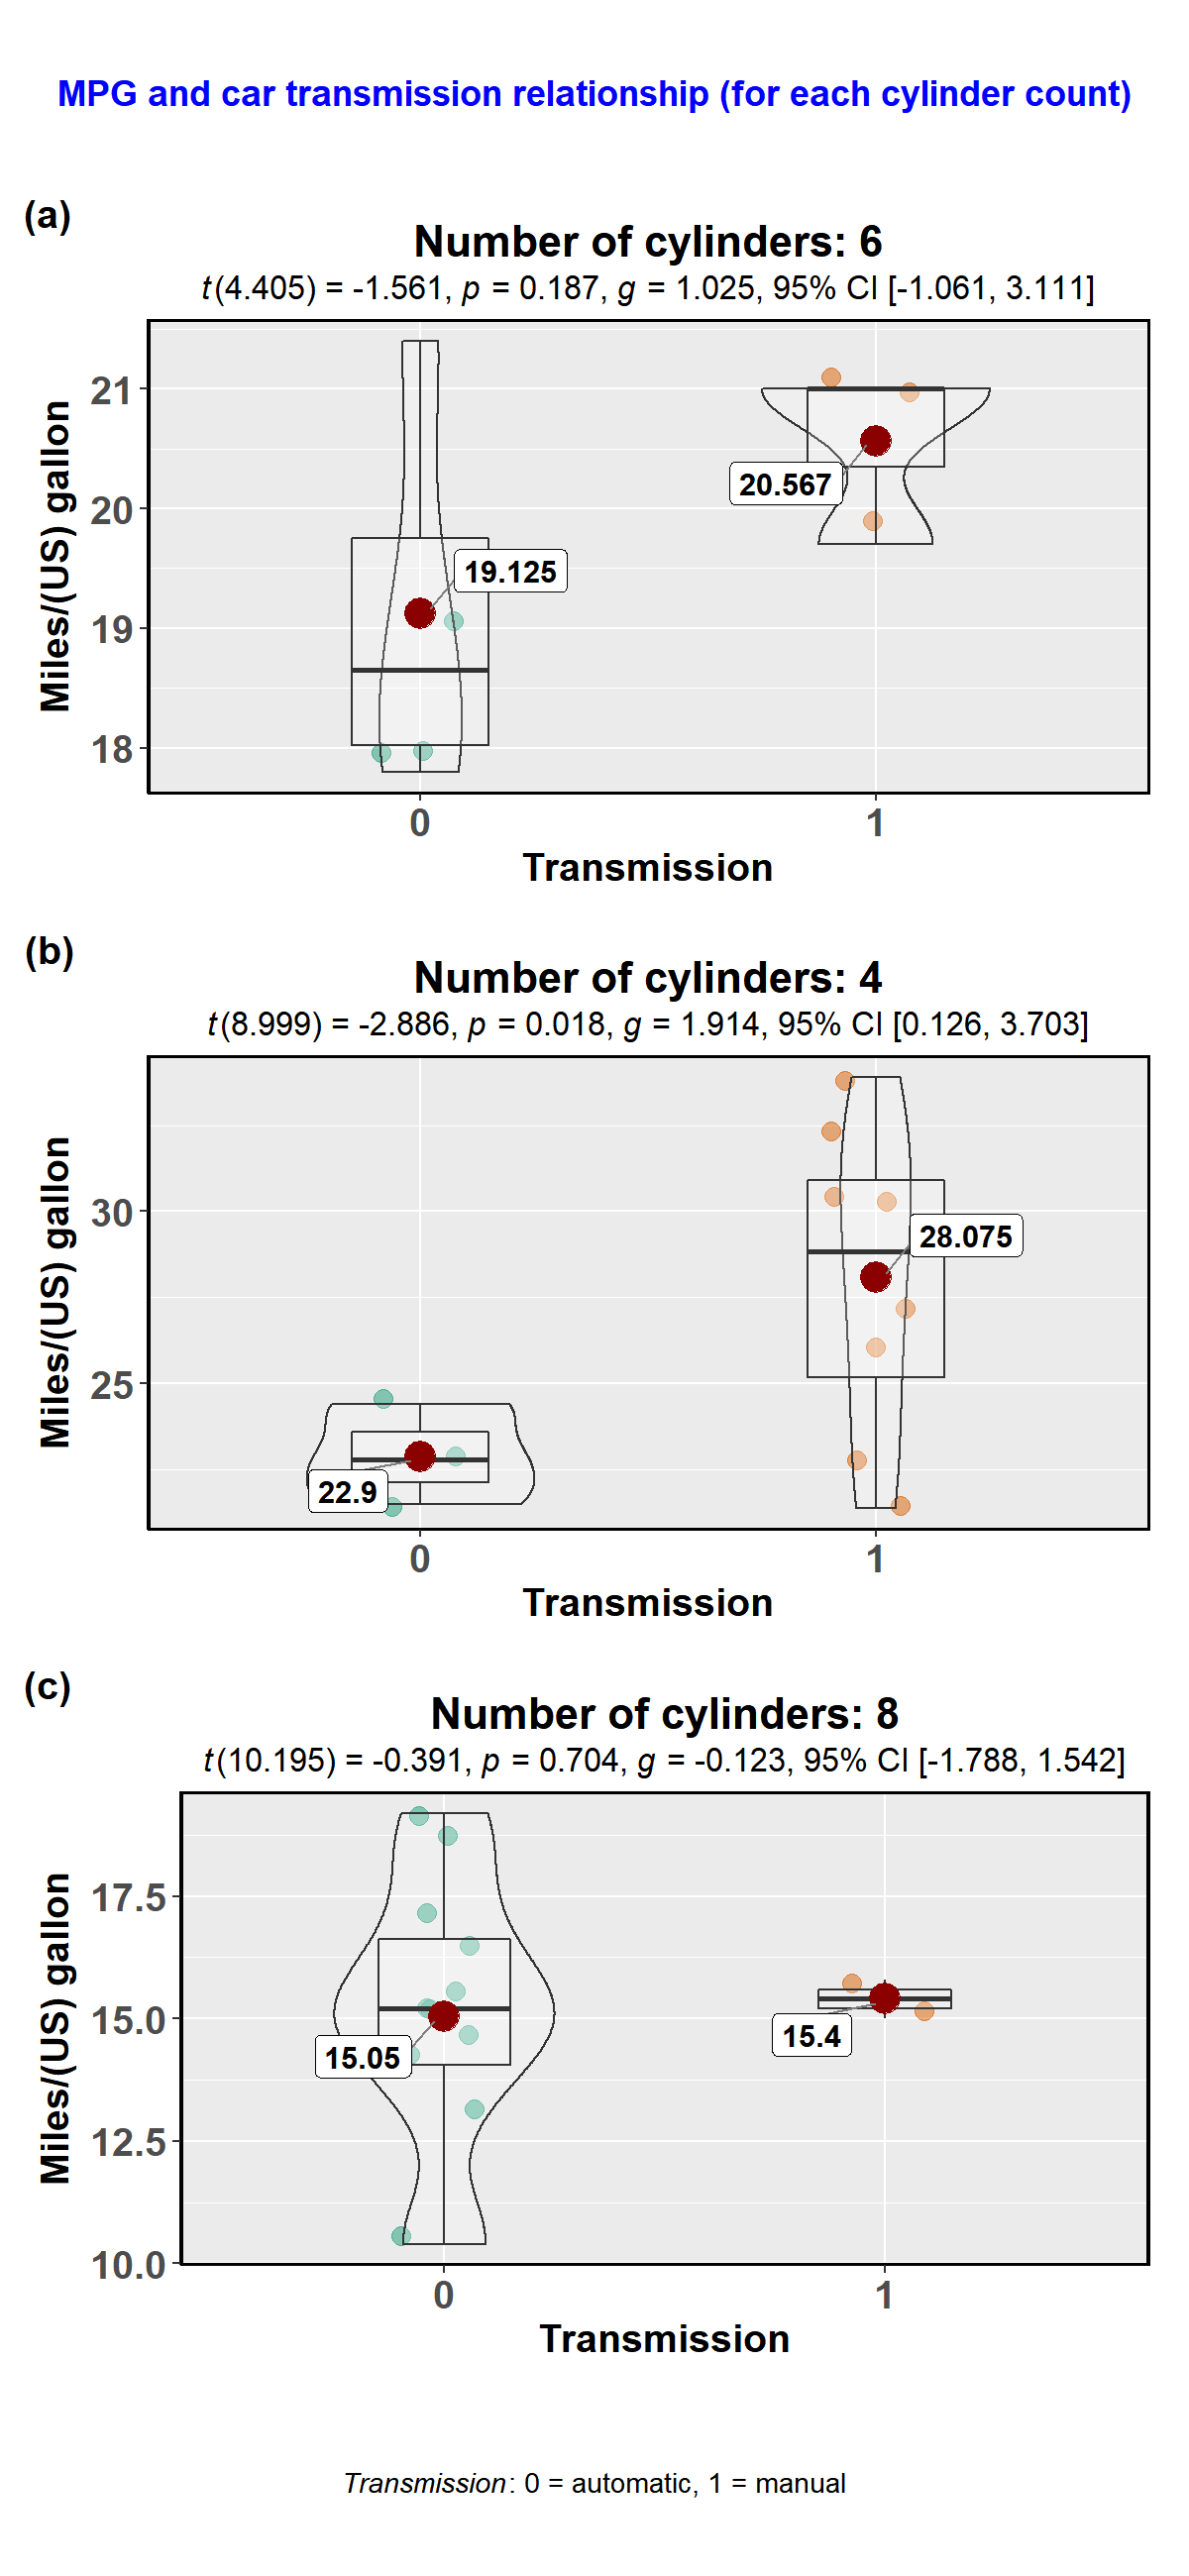 MPG and car transmission relationship (for each cylinder count)
(a)
Number of cylinders: 6
t(4.405) = -1.561, p = 0.187, g = 1.025, 95% CI [-1.061, 3.111]
Miles/(US) gallon
21
20
19
18
20.567
19.125
0
1
Transmission
(b)
Number of cylinders: 4
t(8.999) = -2.886, p = 0.018, g = 1.914, 95% CI [0.126, 3.703]
Miles/(US) gallon
30
25
28.075
22.9
0
1
Transmission
(c)
Number of cylinders: 8
t(10.195) = -0.391, p = 0.704, g = -0.123, 95% CI [-1.788, 1.542]
Miles/(US) gallon
17.5
15.0
12.5
10.0
15.05
15.4
0
1
Transmission
Transmission: 0 = automatic, 1 = manual